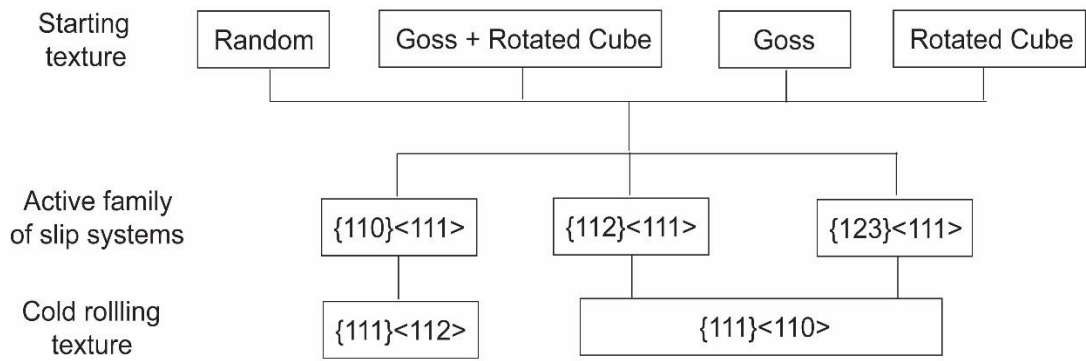 Starting
texture
Random
Goss + Rotated Cube
Goss
Rotated Cube
Active family
of slip systems
{110}<111>
{112}<111>
{123}<111>
Cold rollling
texture
{111}<112>
{111}<110>